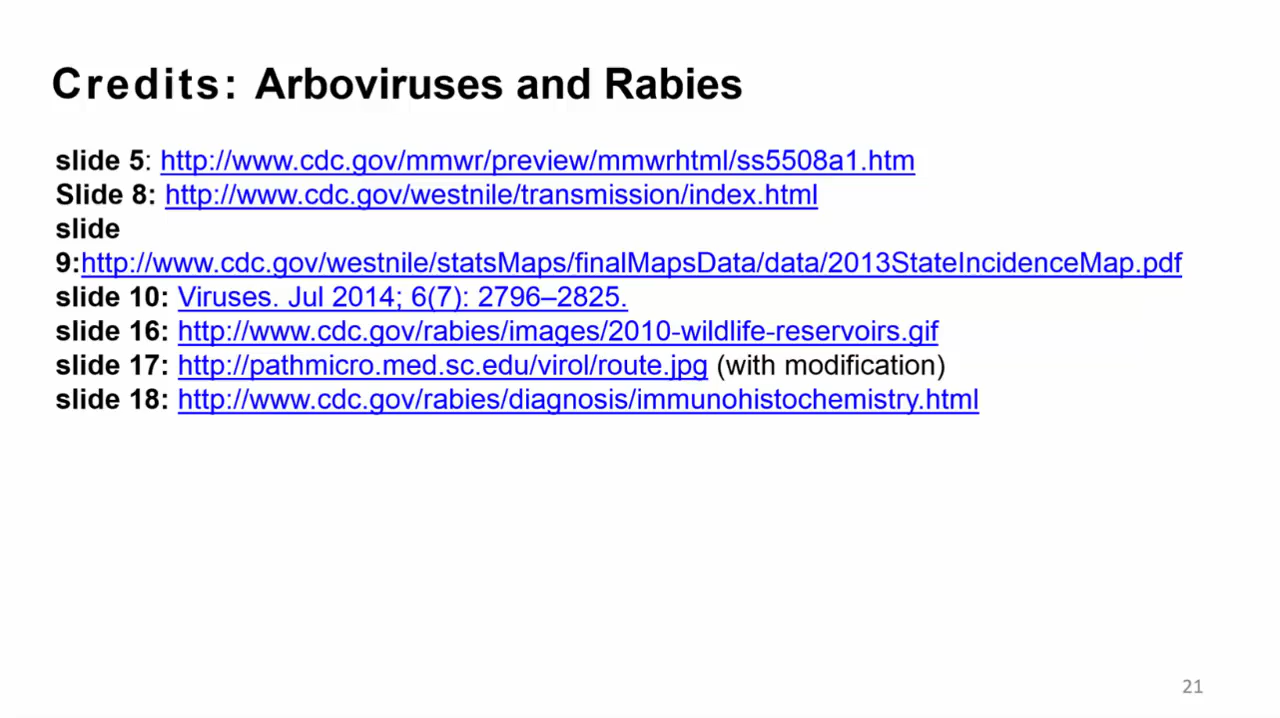 Credits: Arboviruses and Rabies
slide 5: http://www.cdc.gov/mmwr/preview/mmwrhtml/ss5508a1.htm
Slide 8: http://www.cdc.gov/westnile/transmission/index.html
slide
9:http://www.cdc.gov/westnile/statsMaps/finalMapsData/data/2013StateIncidenceMap.pdf
slide 10: Viruses. Jul 2014; 6(7): 2796–2825.
slide 16: http://www.cdc.gov/rabies/images/2010-wildlife-reservoirs.gif
slide 17: http://pathmicro.med.sc.edu/virol/route.jpg (with modification)
slide 18: http://www.cdc.gov/rabies/diagnosis/immunohistochemistry.html
21